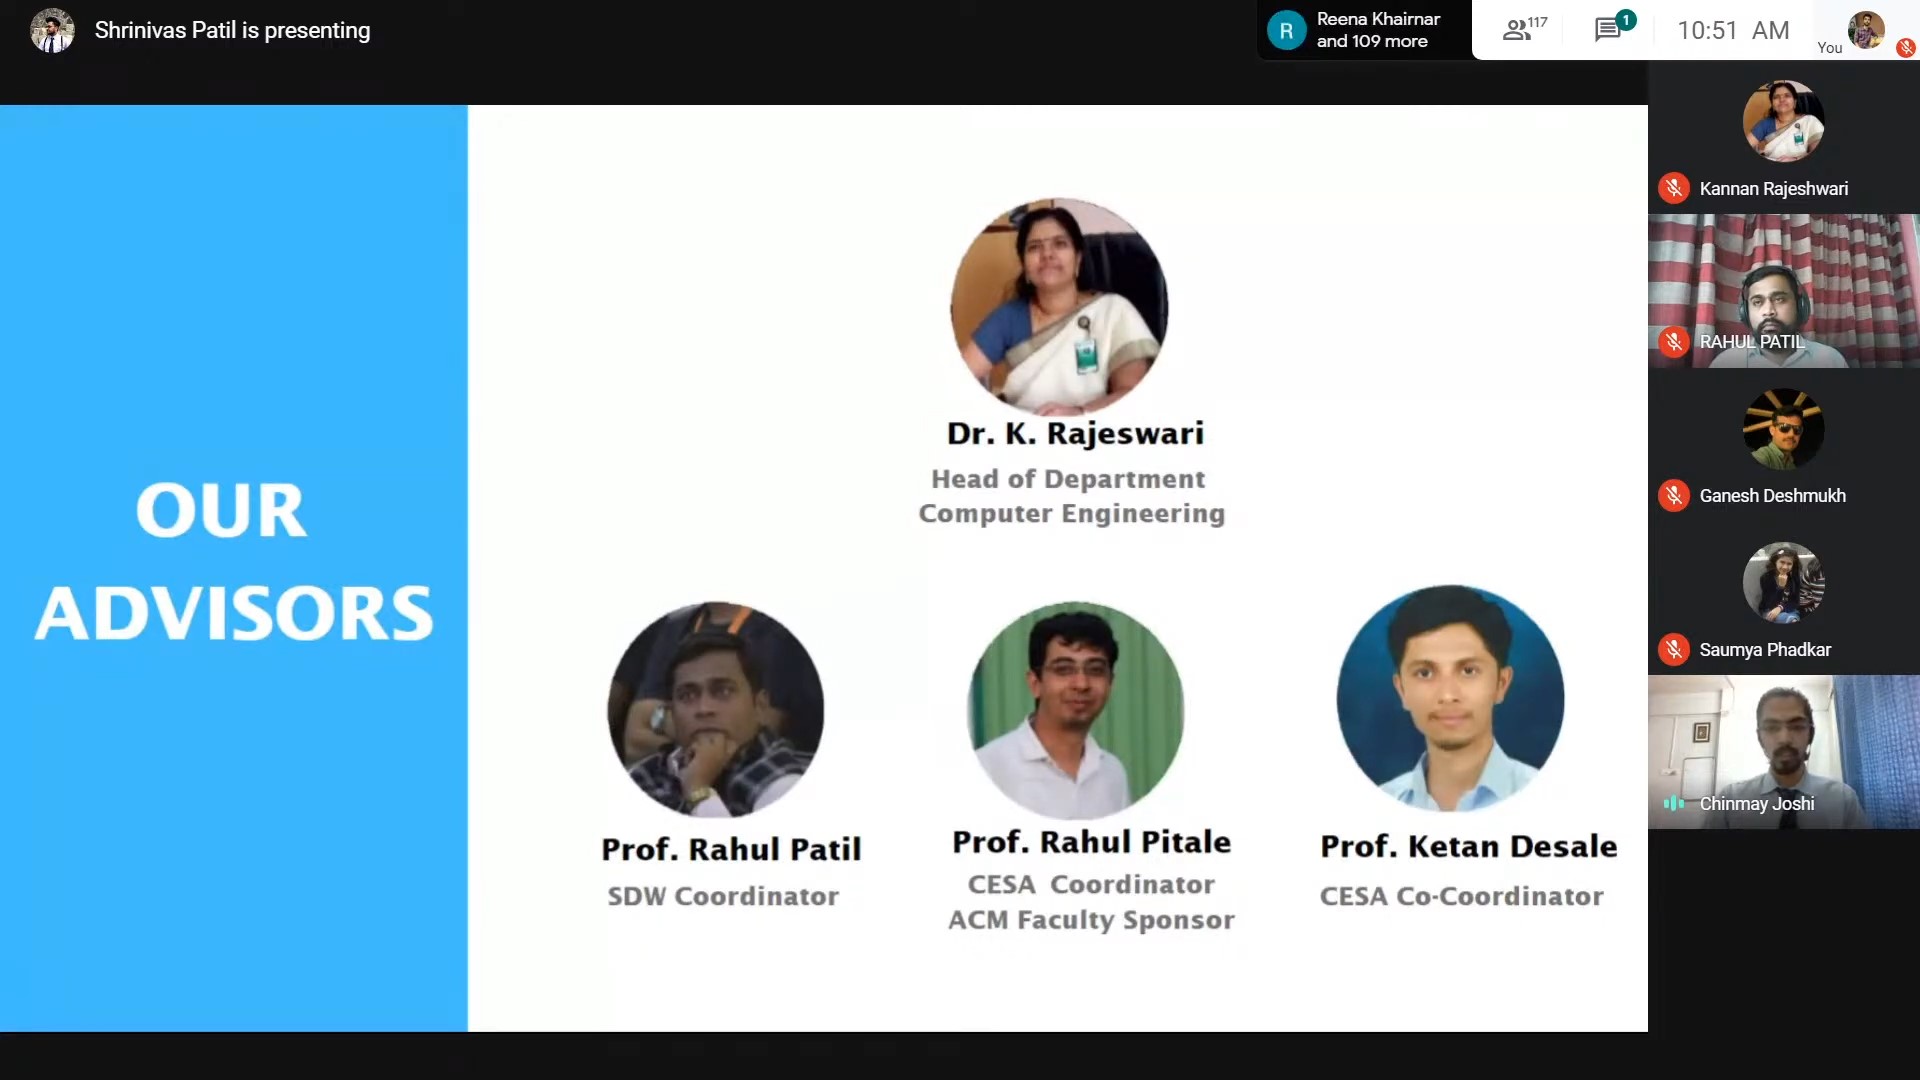 Shrinivas Patil is presenting
R
Reena Khairnar
and 109 more
117
1
10:51 AM
You
OUR
ADVISORS
Dr. K. Rajeswari
Head of Department
Computer Engineering
Prof. Rahul Patil
SDW Coordinator
Prof. Rahul Pitale
CESA Coordinator
ACM Faculty Sponsor
Prof. Ketan Desale
CESA Co-Coordinator
Kannan Rajeshwari
RAHUL PATIL
Ganesh Deshmukh
Saumya Phadkar
Chinmay Joshi